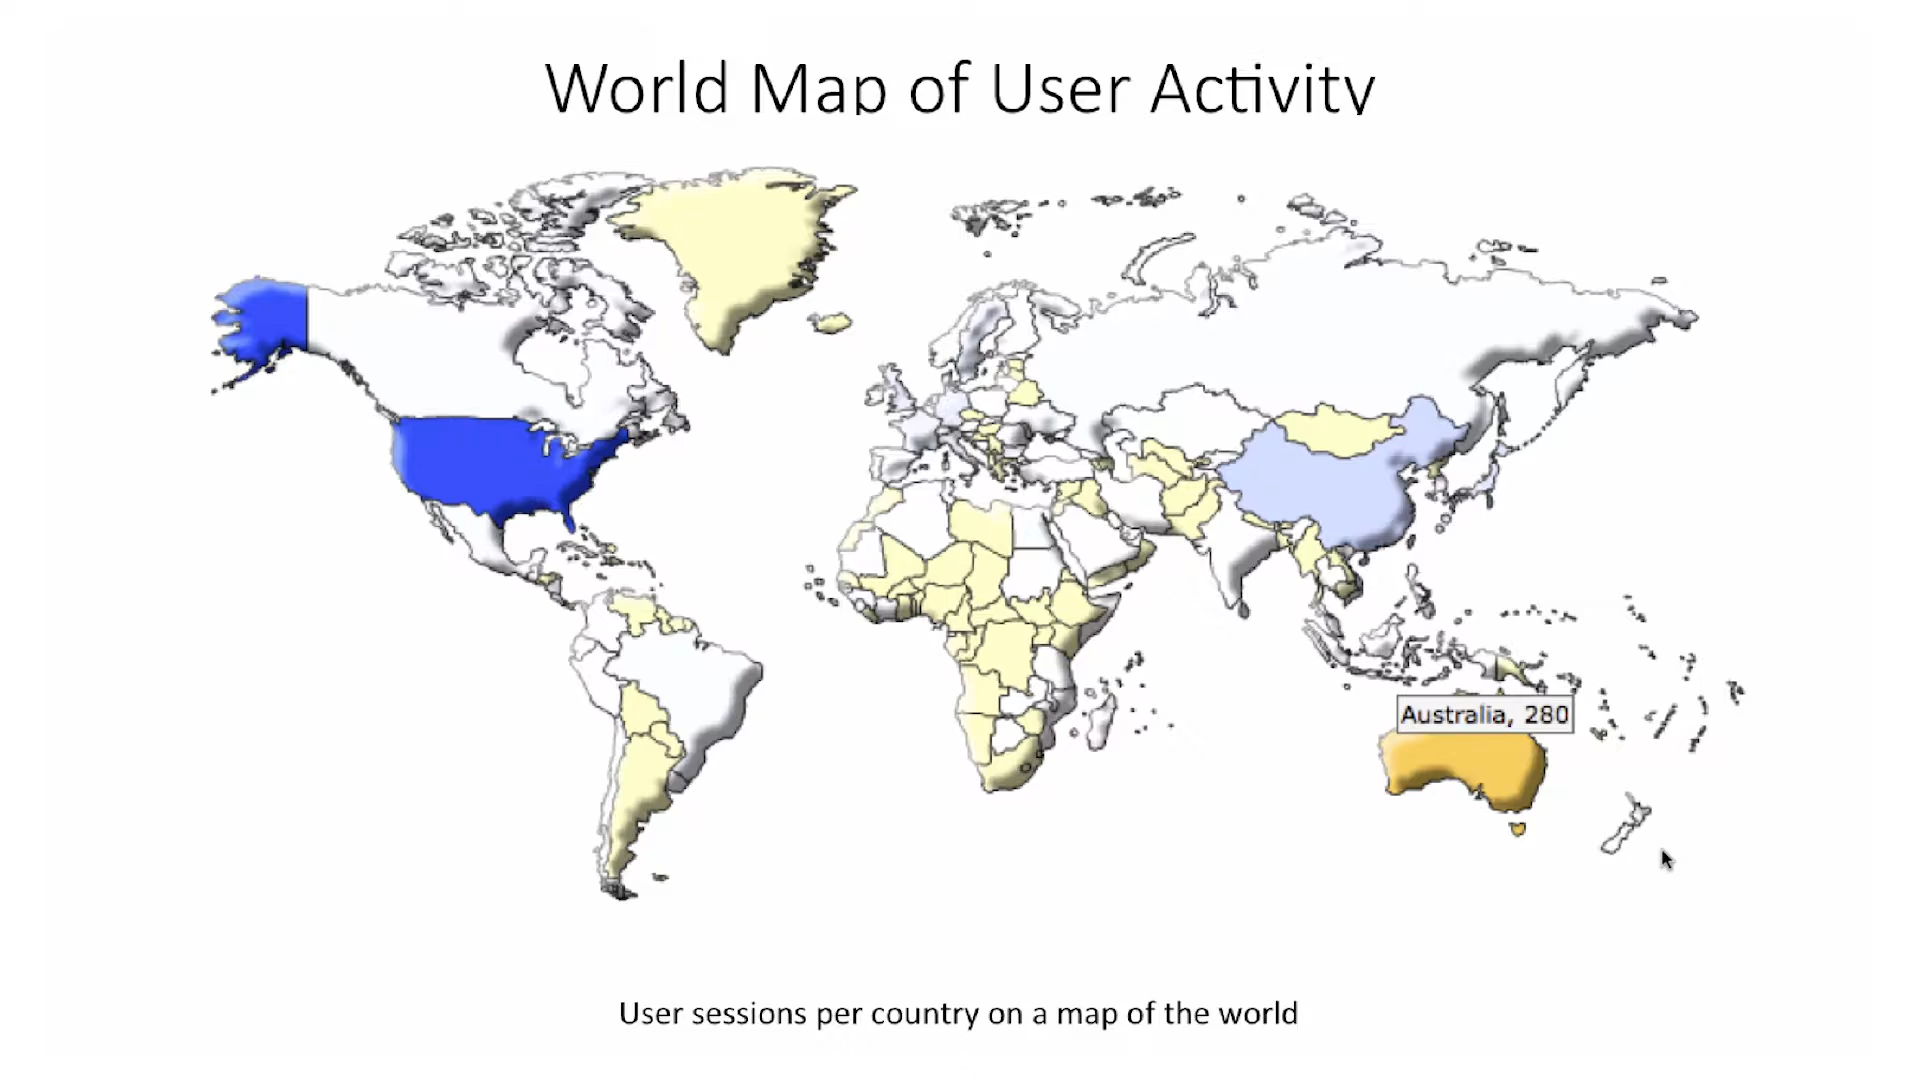 World Map of User Activity
Australia, 280
User sessions per country on a map of the world